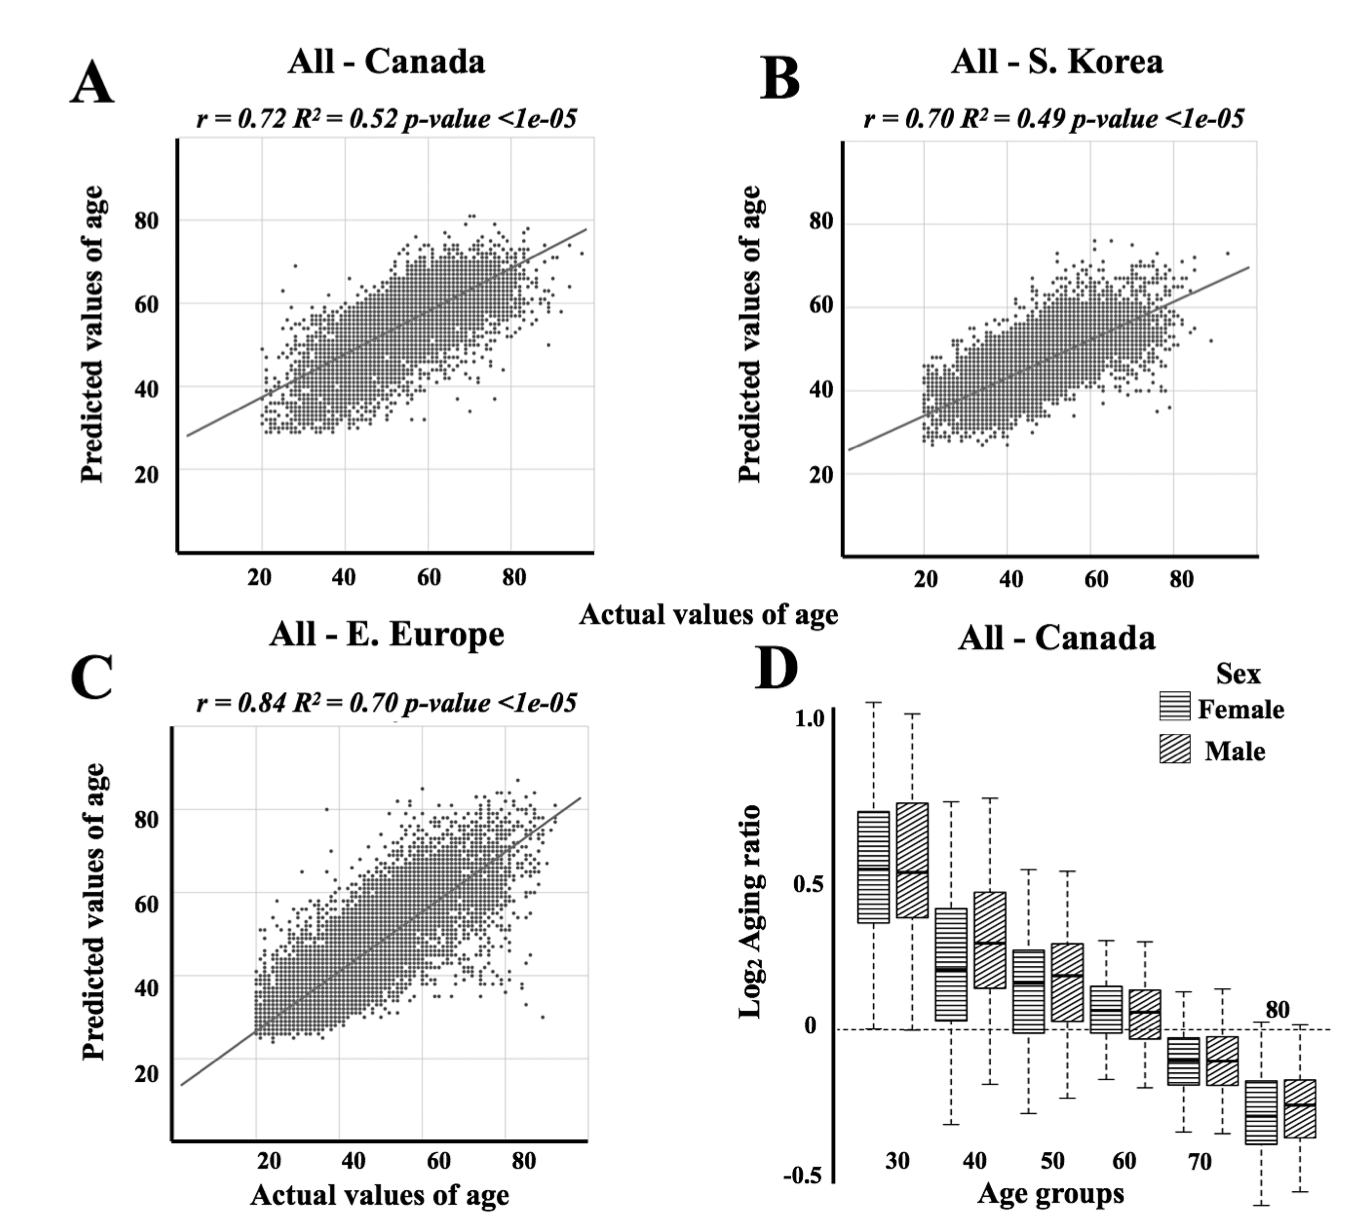 A
All - Canada
r = 0.72 R² = 0.52 p-value <1e-05
Predicted values of age
80
60
40
20
20 40 60 80
B
All - S. Korea
r = 0.70 R² = 0.49 p-value <1e-05
Predicted values of age
80
60
40
20
20 40 60 80
Actual values of age
C
All - E. Europe
r = 0.84 R² = 0.70 p-value <1e-05
Predicted values of age
80
60
40
20
20 40 60 80
Actual values of age
D
All - Canada
Sex
Female
Male
Log₂ Aging ratio
1.0
0.5
0
-0.5
30 40 50 60 70 80
Age groups